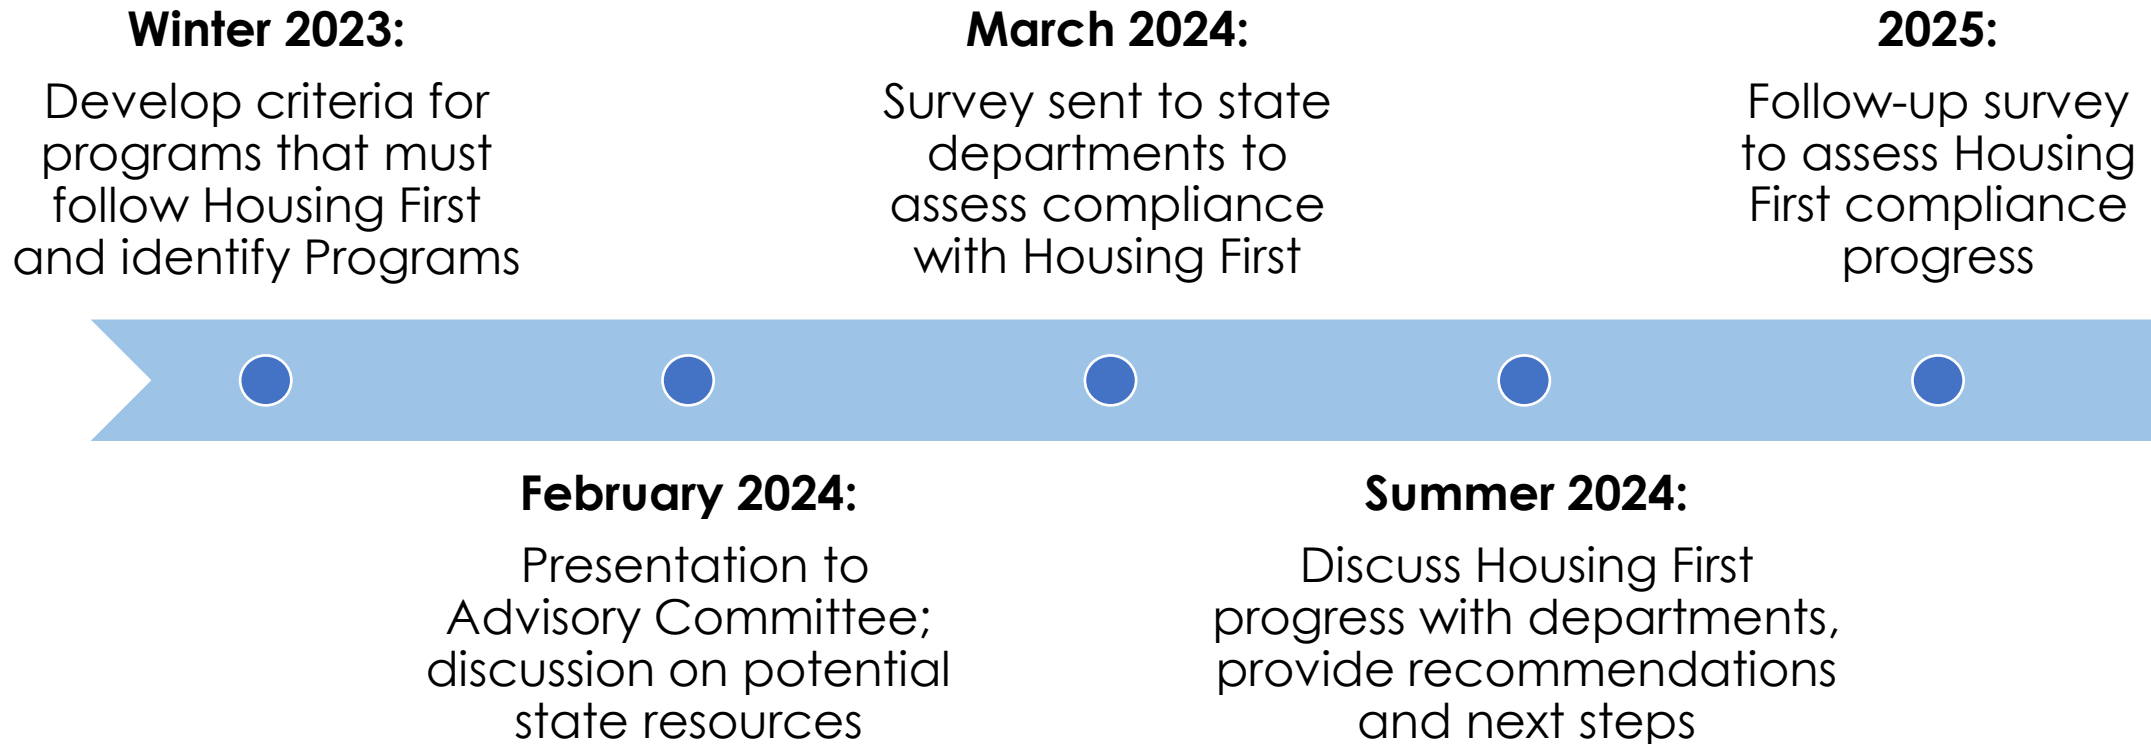 Winter 2023:
Develop criteria for
programs that must
follow Housing First
and identify Programs
February 2024:
Presentation to
Advisory Committee;
discussion on potential
state resources
March 2024:
Survey sent to state
departments to
assess compliance
with Housing First
Summer 2024:
Discuss Housing First
progress with departments,
provide recommendations
and next steps
2025:
Follow-up survey
to assess Housing
First compliance
progress